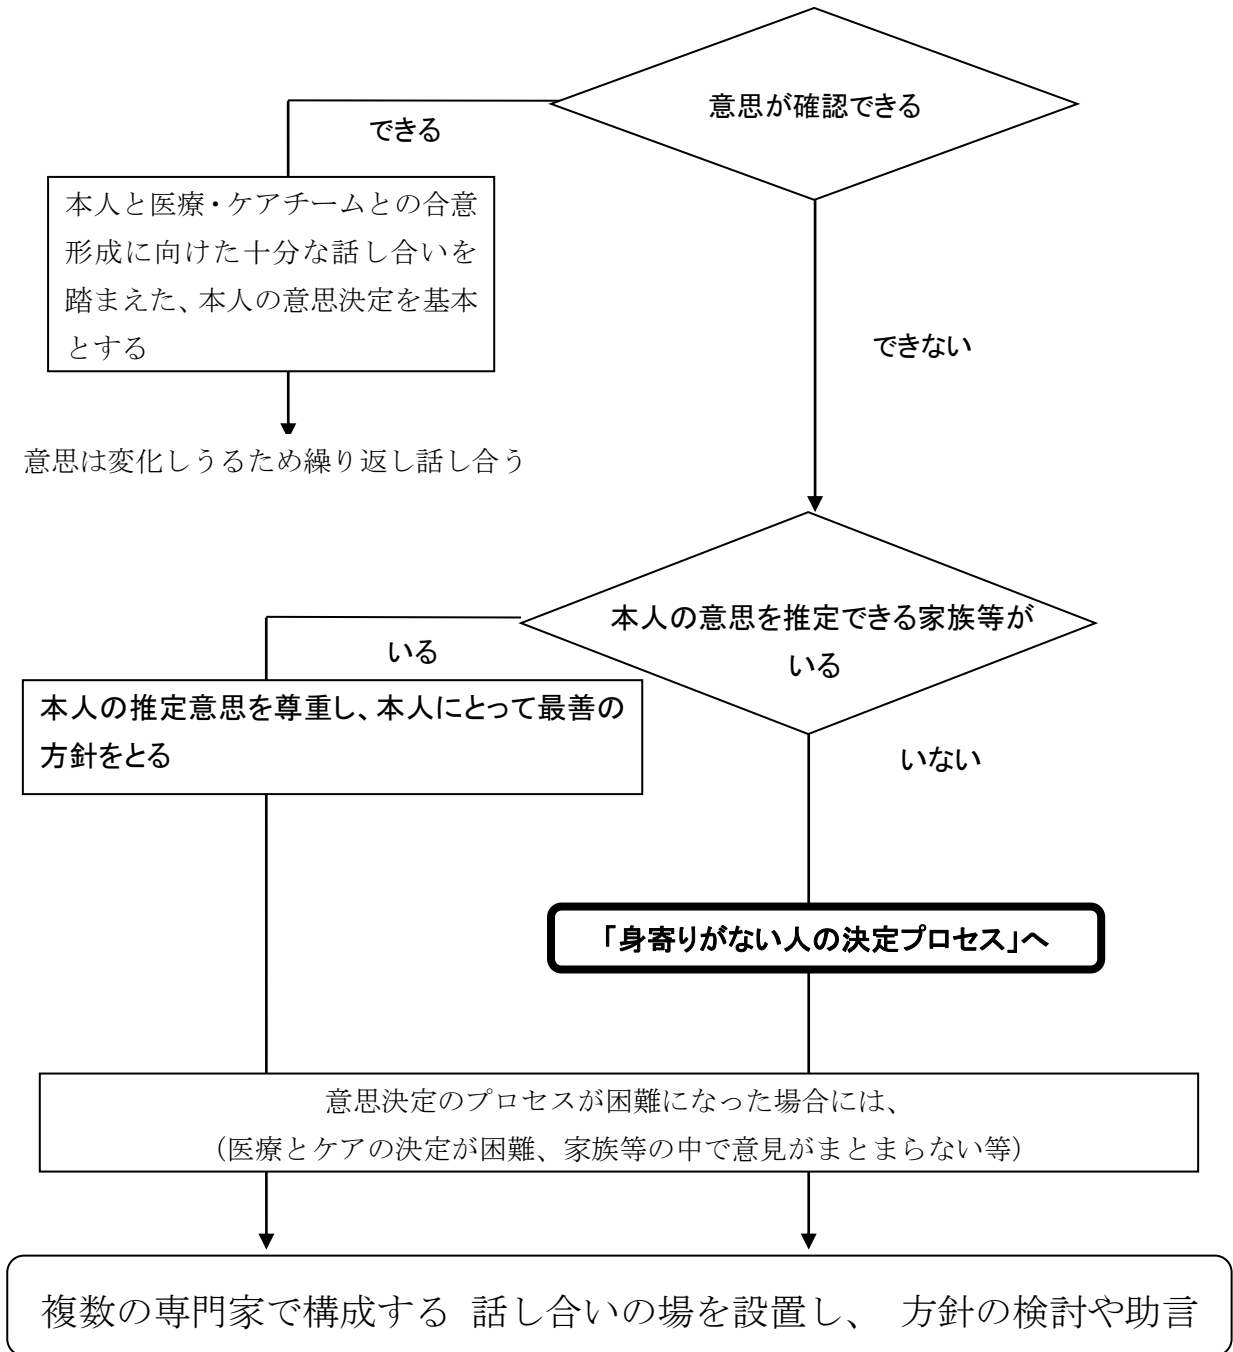 意思が確認できる
できる
本人と医療・ケアチームとの合意
形成に向けた十分な話し合いを
踏まえた、本人の意思決定を基本
とする
できない
意思は変化しうるため繰り返し話し合う
本人の意思を推定できる家族等が
いる
いる
本人の推定意思を尊重し、本人にとって最善の
方針をとる
いない
「身寄りがない人の決定プロセス」へ
意思決定のプロセスが困難になった場合には、
（医療とケアの決定が困難、家族等の中で意見がまとまらない等）
複数の専門家で構成する 話し合いの場を設置し、 方針の検討や助言